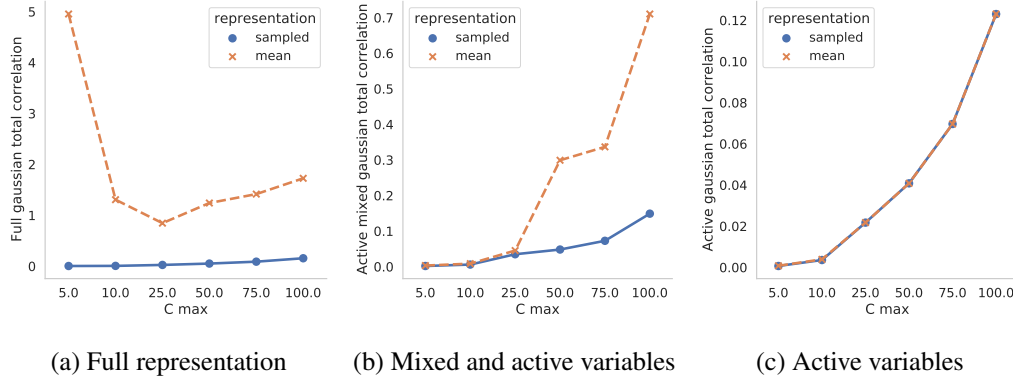 Full gaussian total correlation
5
4
3
2
1
0
representation
sampled
mean
5.0 10.0 25.0 50.0 75.0 100.0
C max
(a) Full representation
Active mixed gaussian total correlation
0.7
0.6
0.5
0.4
0.3
0.2
0.1
0.0
representation
sampled
mean
5.0 10.0 25.0 50.0 75.0 100.0
C max
(b) Mixed and active variables
Active gaussian total correlation
0.12
0.10
0.08
0.06
0.04
0.02
0.00
representation
sampled
mean
5.0 10.0 25.0 50.0 75.0 100.0
C max
(c) Active variables